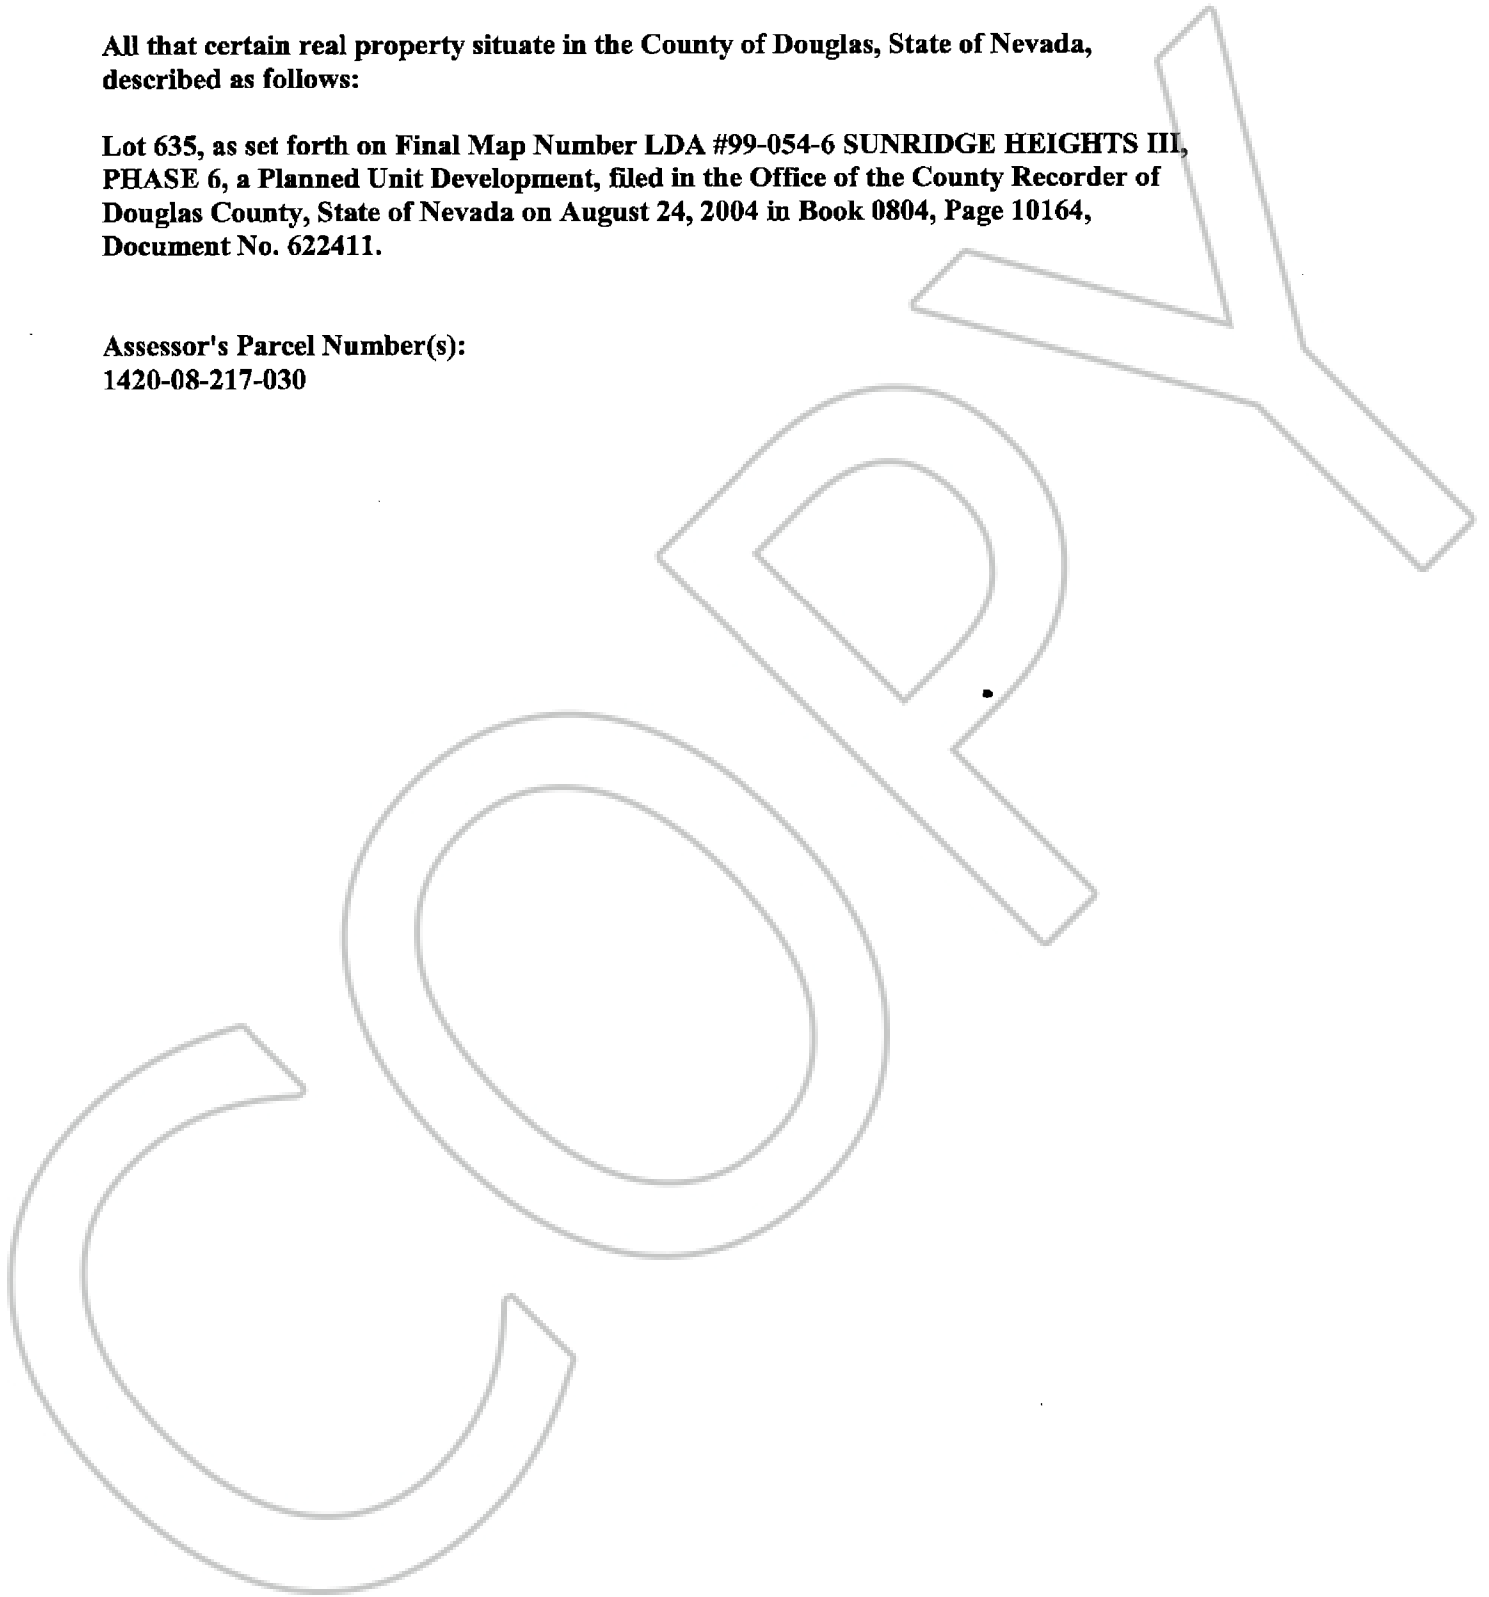 All that certain real property situate in the County of Douglas, State of Nevada,
described as follows:
Lot 635, as set forth on Final Map Number LDA #99-054-6 SUNRIDGE HEIGHTS III,
PHASE 6, a Planned Unit Development, filed in the Office of the County Recorder of
Douglas County, State of Nevada on August 24, 2004 in Book 0804, Page 10164,
Document No. 622411.
Assessor's Parcel Number(s):
1420-08-217-030
COPY